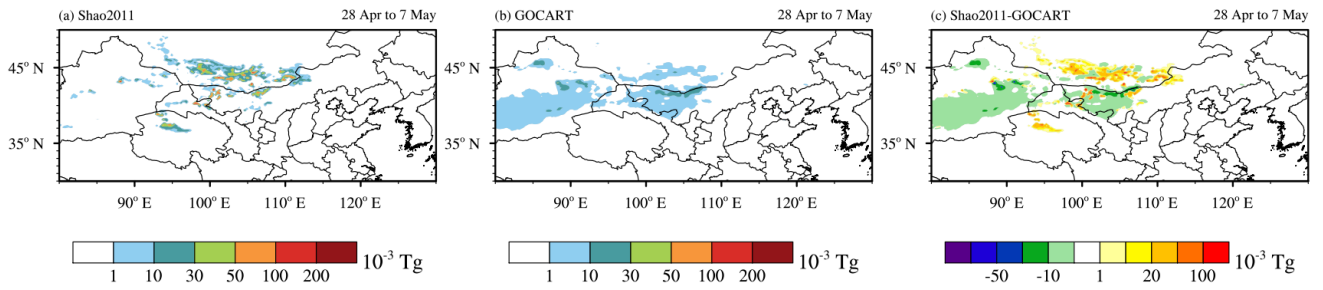 (a) Shao2011 28 Apr to 7 May
45° N
35° N
90° E 100° E 110° E 120° E
1 10 30 50 100 200 10⁻³ Tg
(b) GOCART 28 Apr to 7 May
45° N
35° N
90° E 100° E 110° E 120° E
1 10 30 50 100 200 10⁻³ Tg
(c) Shao2011-GOCART 28 Apr to 7 May
45° N
35° N
90° E 100° E 110° E 120° E
-50 -10 1 20 100 10⁻³ Tg